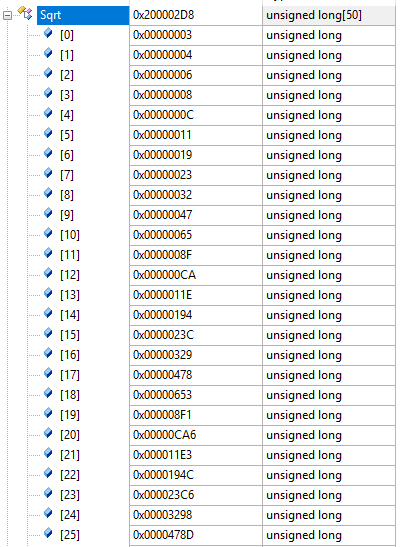 Sqrt 0x200002D8 unsigned long[50]
[0] 0x00000003 unsigned long
[1] 0x00000004 unsigned long
[2] 0x00000006 unsigned long
[3] 0x00000008 unsigned long
[4] 0x0000000C unsigned long
[5] 0x00000011 unsigned long
[6] 0x00000019 unsigned long
[7] 0x00000023 unsigned long
[8] 0x00000032 unsigned long
[9] 0x00000047 unsigned long
[10] 0x00000065 unsigned long
[11] 0x0000008F unsigned long
[12] 0x000000CA unsigned long
[13] 0x0000011E unsigned long
[14] 0x00000194 unsigned long
[15] 0x0000023C unsigned long
[16] 0x00000329 unsigned long
[17] 0x00000478 unsigned long
[18] 0x00000653 unsigned long
[19] 0x000008F1 unsigned long
[20] 0x00000CA6 unsigned long
[21] 0x000011E3 unsigned long
[22] 0x0000194C unsigned long
[23] 0x000023C6 unsigned long
[24] 0x00003298 unsigned long
[25] 0x0000478D unsigned long